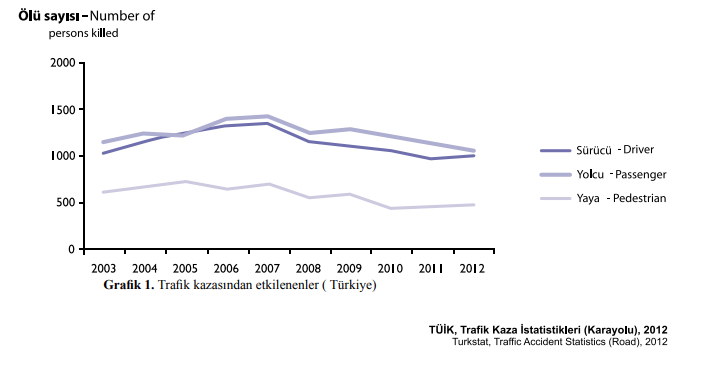 Ölü sayısı – Number of
persons killed
2000
1500
1000
500
0
2003 2004 2005 2006 2007 2008 2009 2010 2011 2012
Sürücü - Driver
Yolcu - Passenger
Yaya - Pedestrian
Grafik 1. Trafik kazasından etkilenenler ( Türkiye)
TÜİK, Trafik Kaza İstatistikleri (Karayolu), 2012
Turkstat, Traffic Accident Statistics (Road), 2012